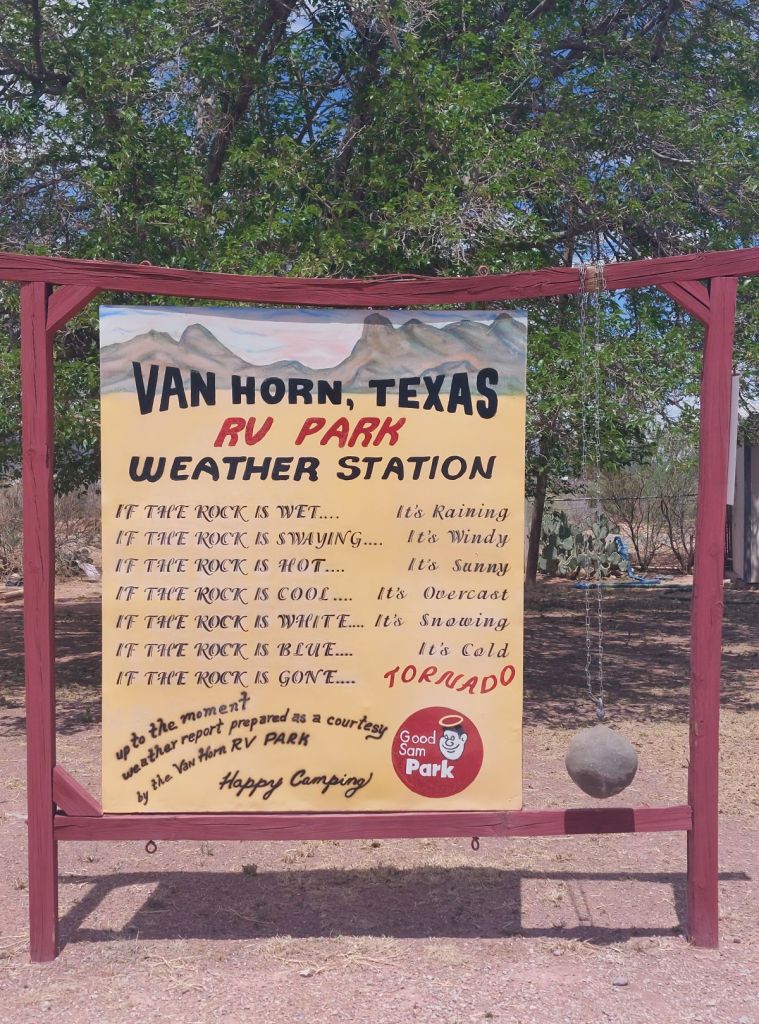 VAN HORN, TEXAS
RV PARK
WEATHER STATION
IF THE ROCK IS WET.... It's Raining
IF THE ROCK IS SWAYING.... It's Windy
IF THE ROCK IS HOT.... It's Sunny
IF THE ROCK IS COOL.... It's Overcast
IF THE ROCK IS WHITE.... It's Snowing
IF THE ROCK IS BLUE.... It's Cold
IF THE ROCK IS GONE.... TORNADO
up to the moment
weather report prepared as a courtesy
by the Van Horn RV PARK
Happy Camping
Good
Sam
Park